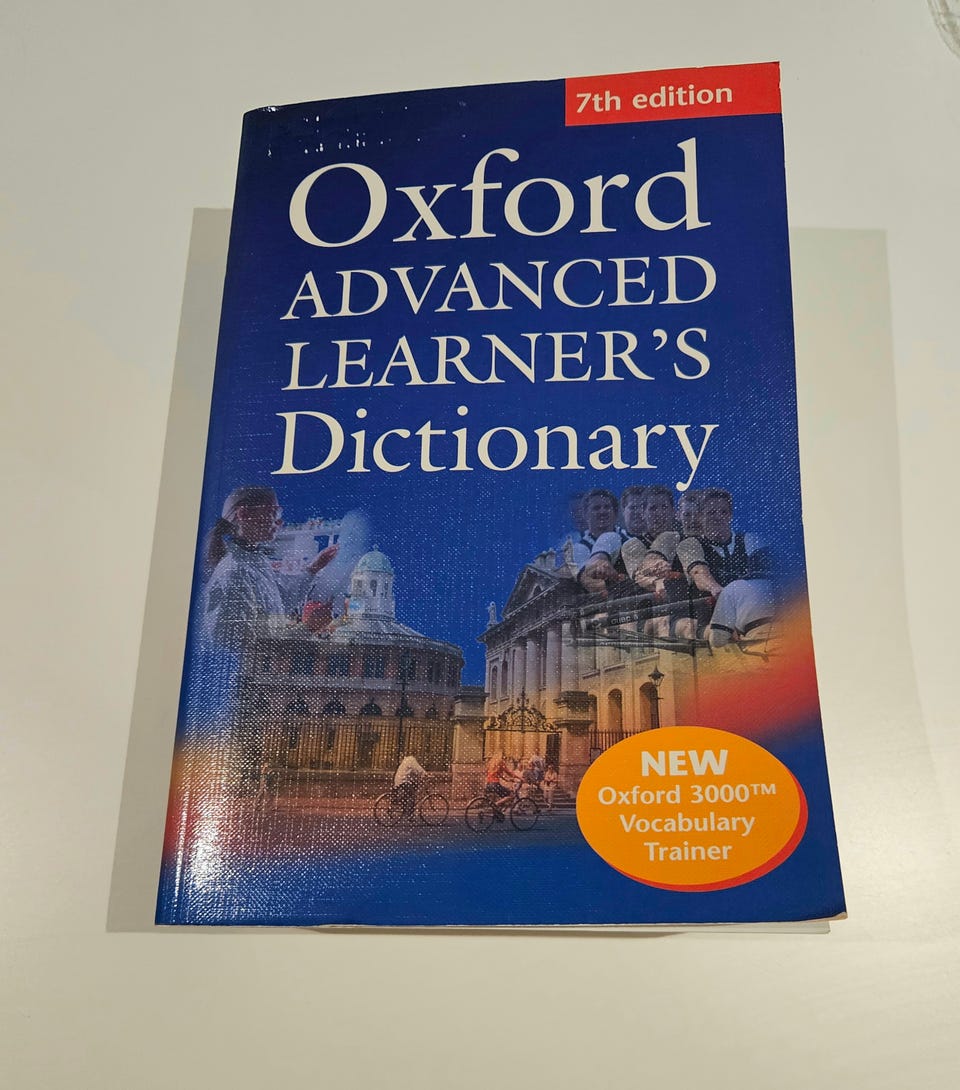 7th edition
Oxford
ADVANCED
LEARNER'S
Dictionary
NEW
Oxford 3000™
Vocabulary
Trainer